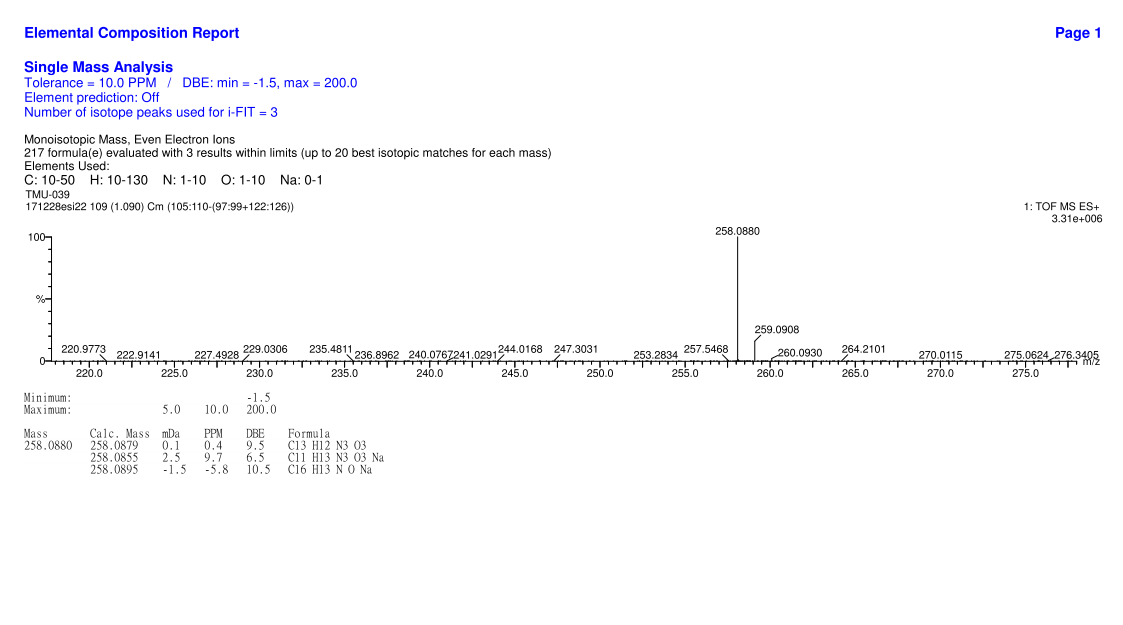 Elemental Composition Report Page 1
Single Mass Analysis
Tolerance = 10.0 PPM / DBE: min = -1.5, max = 200.0
Element prediction: Off
Number of isotope peaks used for i-FIT = 3
Monoisotopic Mass, Even Electron Ions
217 formula(e) evaluated with 3 results within limits (up to 20 best isotopic matches for each mass)
Elements Used:
C: 10-50 H: 10-130 N: 1-10 O: 1-10 Na: 0-1
TMU-039
171228esi22 109 (1.090) Cm (105:110-(97:99+122:126))
1: TOF MS ES+
3.31e+006
100
%
0
258.0880
259.0908
220.9773 222.9141 227.4928 229.0306 235.4811 236.8962 240.0767 241.0291 244.0168 247.3031 253.2834 257.5468 260.0930 264.2101 270.0115 275.0624 276.3405
m/z
220.0 225.0 230.0 235.0 240.0 245.0 250.0 255.0 260.0 265.0 270.0 275.0
Minimum: -1.5
Maximum: 5.0 10.0 200.0
Mass Calc. Mass mDa PPM DBE Formula
258.0880 258.0879 0.1 0.4 9.5 C13 H12 N3 O3
258.0855 2.5 9.7 6.5 C11 H13 N3 O3 Na
258.0895 -1.5 -5.8 10.5 C16 H13 N O Na